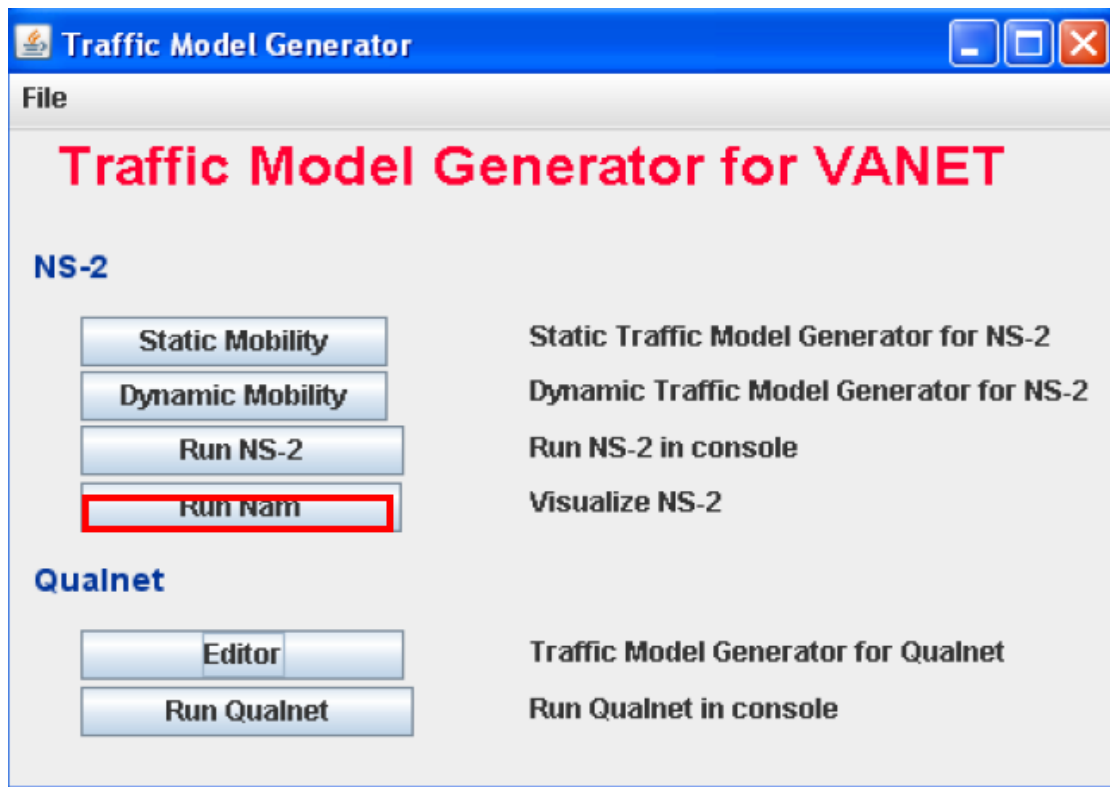 Traffic Model Generator
File
Traffic Model Generator for VANET
NS-2
Static Mobility Static Traffic Model Generator for NS-2
Dynamic Mobility Dynamic Traffic Model Generator for NS-2
Run NS-2 Run NS-2 in console
Run Nam Visualize NS-2
Qualnet
Editor Traffic Model Generator for Qualnet
Run Qualnet Run Qualnet in console